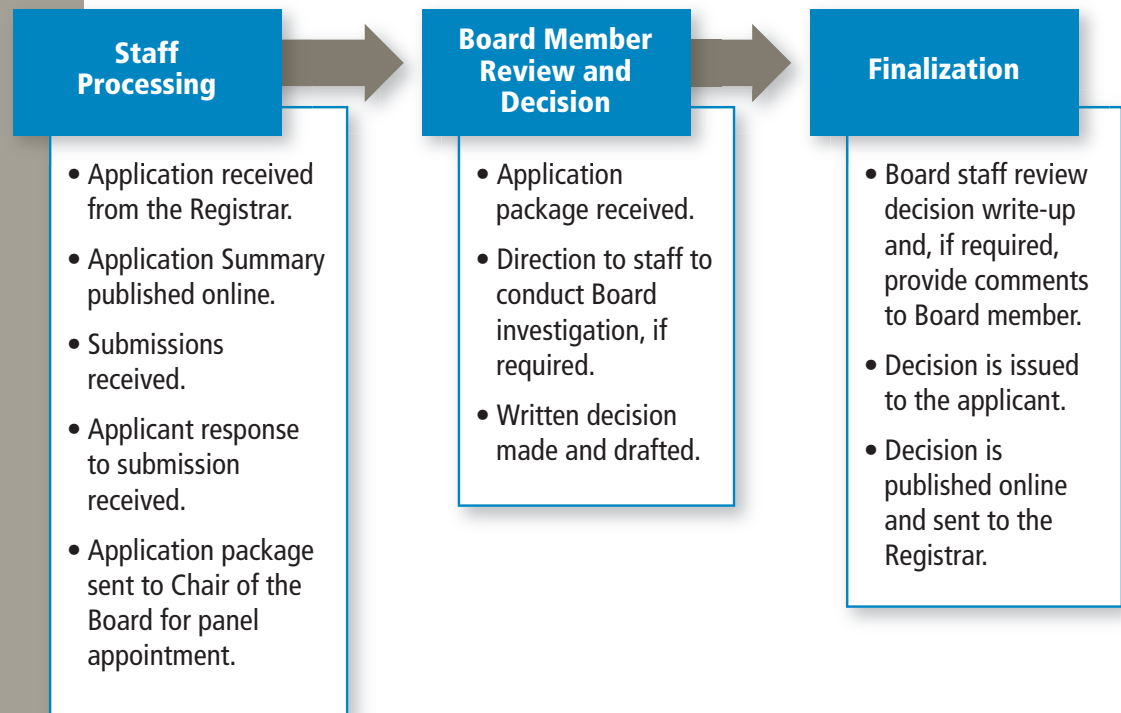 Staff
Processing
• Application received
from the Registrar.
• Application Summary
published online.
• Submissions
received.
• Applicant response
to submission
received.
• Application package
sent to Chair of the
Board for panel
appointment.
Board Member
Review and
Decision
• Application
package received.
• Direction to staff to
conduct Board
investigation, if
required.
• Written decision
made and drafted.
Finalization
• Board staff review
decision write-up
and, if required,
provide comments
to Board member.
• Decision is issued
to the applicant.
• Decision is
published online
and sent to the
Registrar.